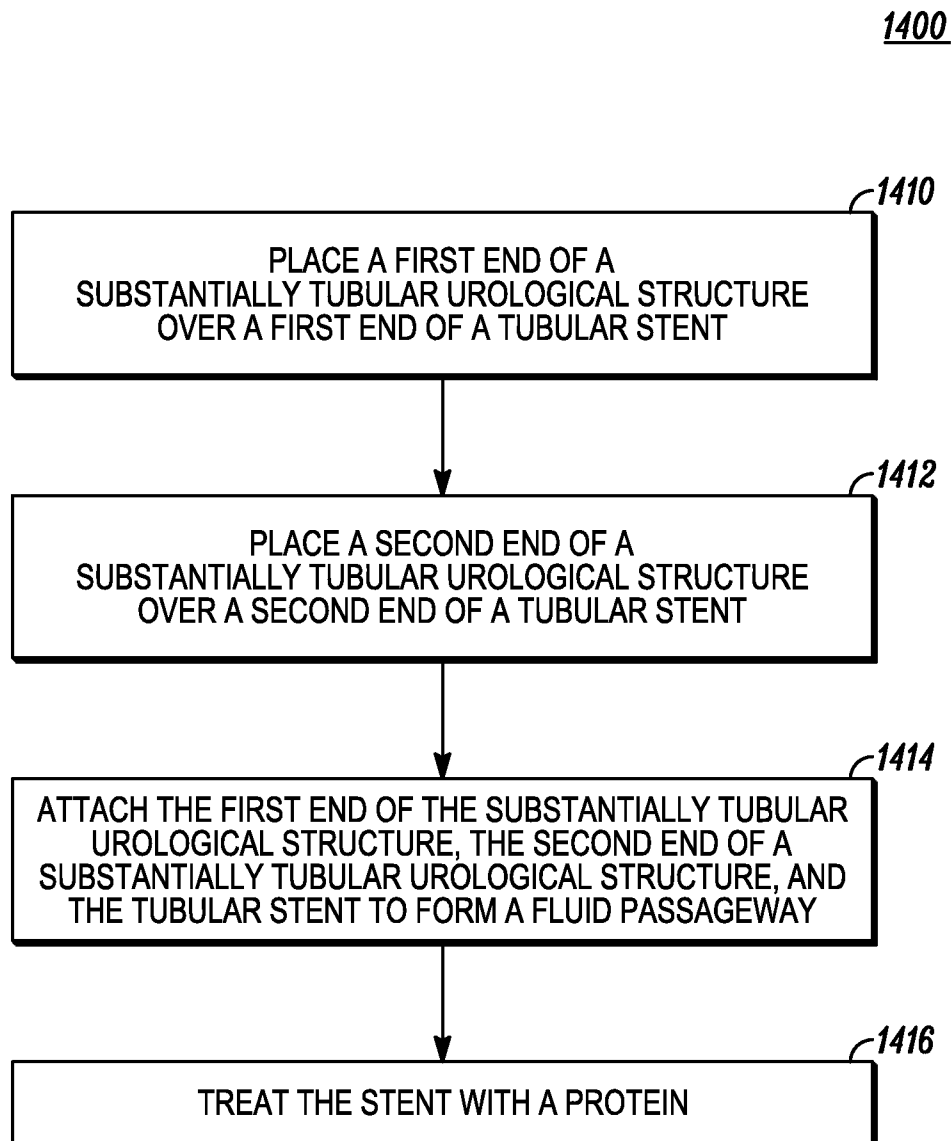 1400
1410
PLACE A FIRST END OF A
SUBSTANTIALLY TUBULAR UROLOGICAL STRUCTURE
OVER A FIRST END OF A TUBULAR STENT
1412
PLACE A SECOND END OF A
SUBSTANTIALLY TUBULAR UROLOGICAL STRUCTURE
OVER A SECOND END OF A TUBULAR STENT
1414
ATTACH THE FIRST END OF THE SUBSTANTIALLY TUBULAR
UROLOGICAL STRUCTURE, THE SECOND END OF A
SUBSTANTIALLY TUBULAR UROLOGICAL STRUCTURE, AND
THE TUBULAR STENT TO FORM A FLUID PASSAGEWAY
1416
TREAT THE STENT WITH A PROTEIN